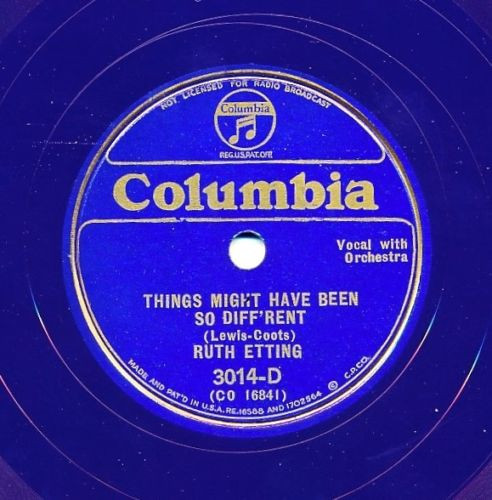 NOT LICENSED FOR RADIO BROADCAST
Columbia
REG.U.S.PAT.OFF.
Columbia
Vocal with
Orchestra
THINGS MIGHT HAVE BEEN
SO DIFF'RENT
(Lewis-Coots)
RUTH ETTING
3014-D
(CO 16841)
MADE AND PAT'D IN U.S.A. RE.16588 AND 1702564 © C.P.CO.